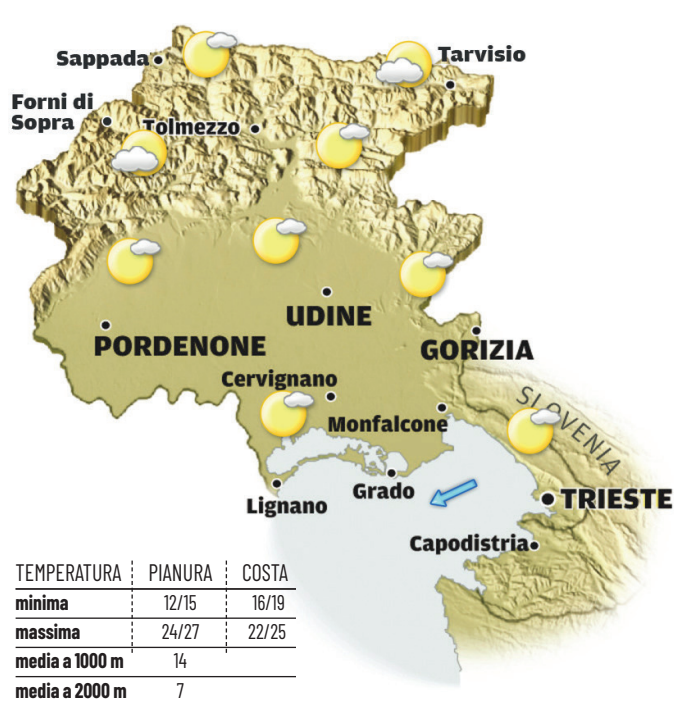 Sappada
Tarvisio
Forni di
Sopra
Tolmezzo
UDINE
PORDENONE
GORIZIA
Cervignano
SLOVENIA
Monfalcone
Grado
Lignano
TRIESTE
Capodistria
TEMPERATURA PIANURA COSTA
minima 12/15 16/19
massima 24/27 22/25
media a 1000 m 14
media a 2000 m 7